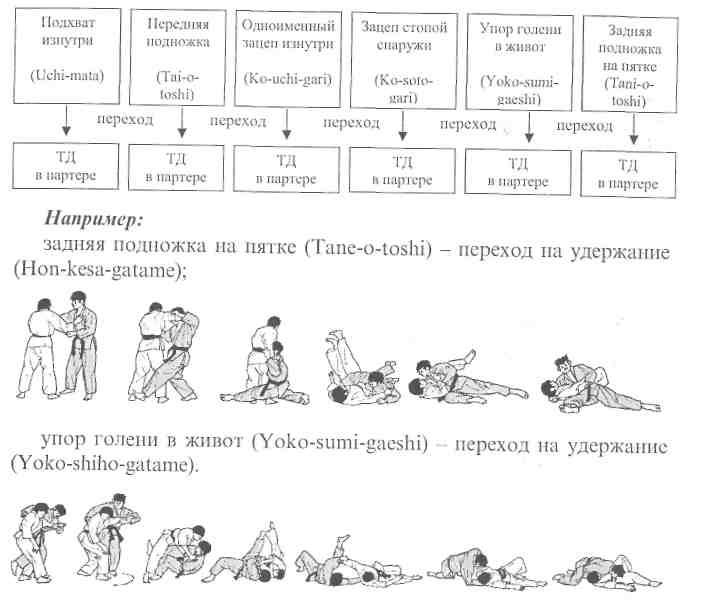 Подхват
изнутри
(Uchi-mata)
Передняя
подножка
(Tai-o-
toshi)
Одноименный
зацеп изнутри
(Ko-uchi-gari)
Зацеп стопой
снаружи
(Ko-soto-
gari)
Упор голени
в живот
(Yoko-sumi-
gaeshi)
Задняя
подножка
на пятке
(Tani-o-
toshi)
переход
переход
переход
переход
переход
ТД
в партере
ТД
в партере
ТД
в партере
ТД
в партере
ТД
в партере
ТД
в партере
Например:
задняя подножка на пятке (Tane-o-toshi) – переход на удержание
(Hon-kesa-gatame);
упор голени в живот (Yoko-sumi-gaeshi) – переход на удержание
(Yoko-shiho-gatame).